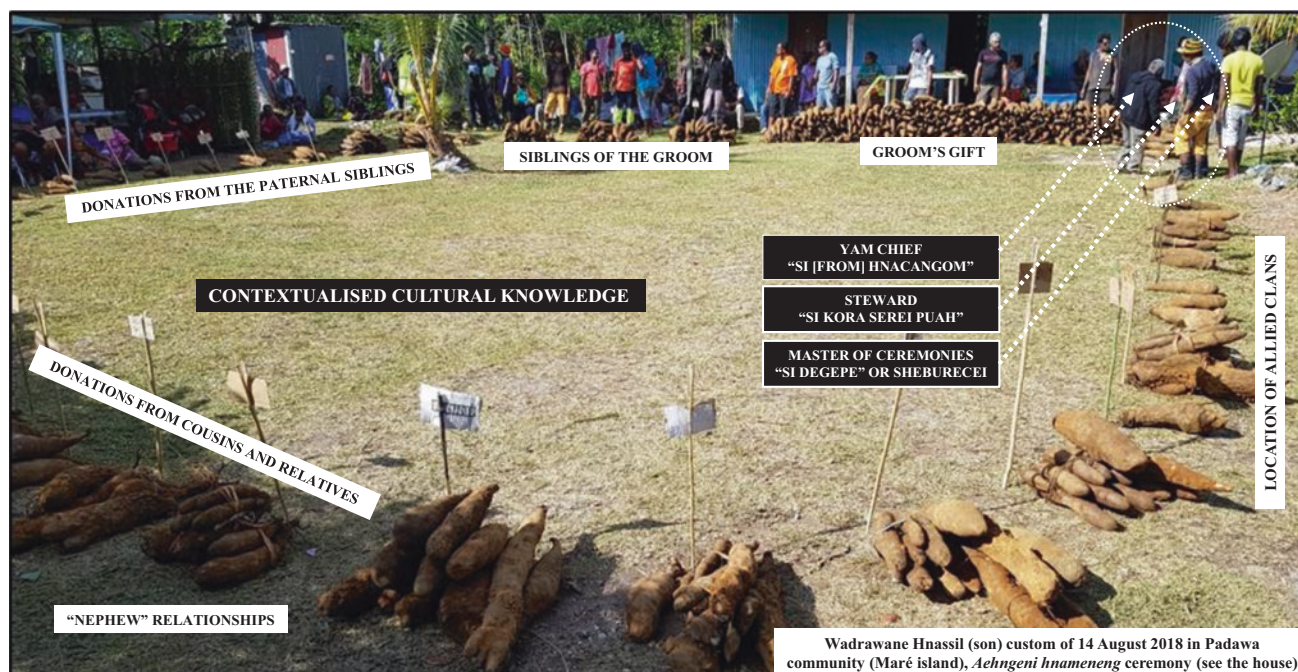 DONATIONS FROM THE PATERNAL SIBLINGS
SIBLINGS OF THE GROOM
GROOM'S GIFT
YAM CHIEF
“SI [FROM] HNACANGOM”
STEWARD
“SI KORA SEREI PUAH”
MASTER OF CEREMONIES
“SI DEGEPE” OR SHEBURECEI
LOCATION OF ALLIED CLANS
CONTEXTUALISED CULTURAL KNOWLEDGE
DONATIONS FROM COUSINS AND RELATIVES
“NEPHEW” RELATIONSHIPS
Wadrawane Hnassil (son) custom of 14 August 2018 in Padawa
community (Maré island), Aehngeni hnameneng ceremony (see the house)